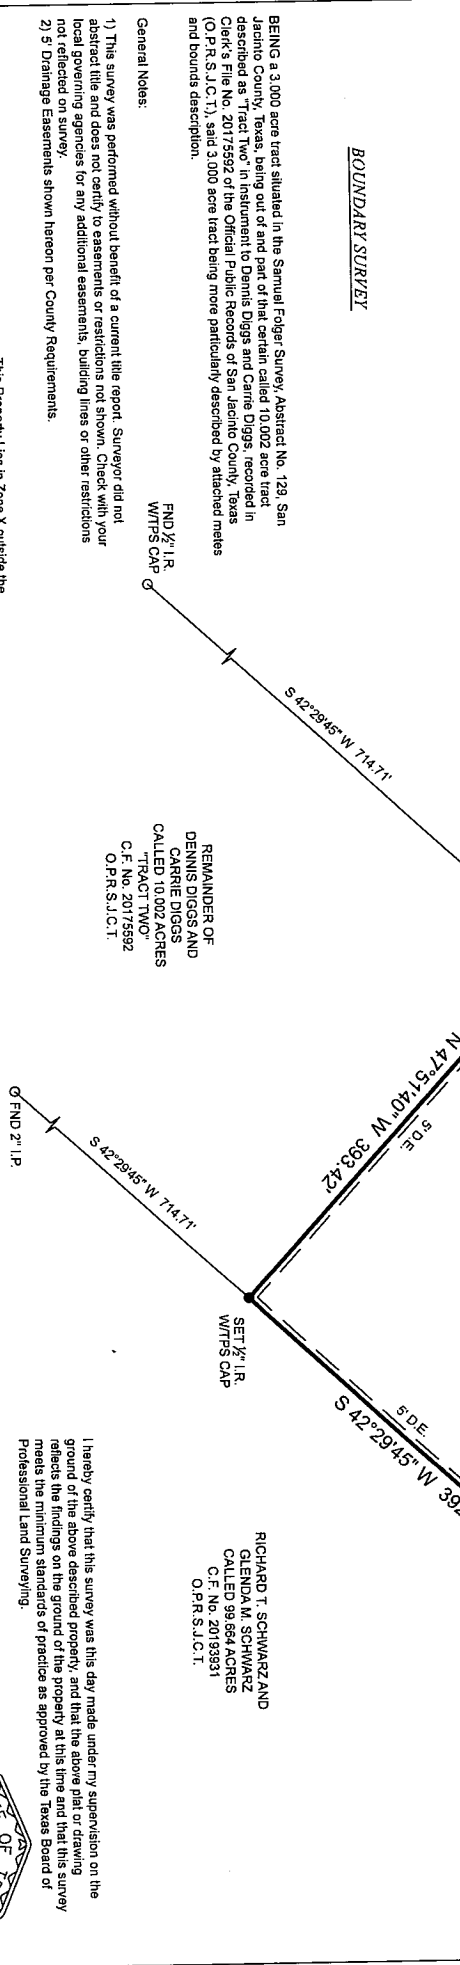 BOUNDARY SURVEY
BEING a 3.000 acre tract situated in the Samuel Folger Survey, Abstract No. 129, San
Jacinto County, Texas, being out of and part of that certain called 10.002 acre tract
described as "Tract Two" in instrument to Dennis Diggs and Carrie Diggs, recorded in
Clerk's File No. 20175592 of the Official Public Records of San Jacinto County, Texas
(O.P.R.S.J.C.T.), said 3.000 acre tract being more particularly described by attached metes
and bounds description.
General Notes:
1) This survey was performed without benefit of a current title report. Surveyor did not
abstract title and does not certify to easements or restrictions not shown. Check with your
local governing agencies for any additional easements, building lines or other restrictions
not reflected on survey.
2) 5' Drainage Easements shown hereon per County Requirements.
This Property Lies in Zone X outside the
FND ½" I.R.
W/TPS CAP
S 42°29'45" W 714.71'
REMAINDER OF
DENNIS DIGGS AND
CARRIE DIGGS
CALLED 10.002 ACRES
"TRACT TWO"
C.F. No. 20175592
O.P.R.S.J.C.T.
N 47°51'40" W 393.42'
5' D.E.
S 42°29'45" W 714.71'
FND 2" I.P.
SET ½" I.R.
W/TPS CAP
5' D.E.
S 42°29'45" W 392
RICHARD T. SCHWARZ AND
GLENDA M. SCHWARZ
CALLED 99.664 ACRES
C.F. No. 20193931
O.P.R.S.J.C.T.
I hereby certify that this survey was this day made under my supervision on the
ground of the above described property, and that the above plat or drawing
reflects the findings on the ground of the property at this time and that this survey
meets the minimum standards of practice as approved by the Texas Board of
Professional Land Surveying.
OF